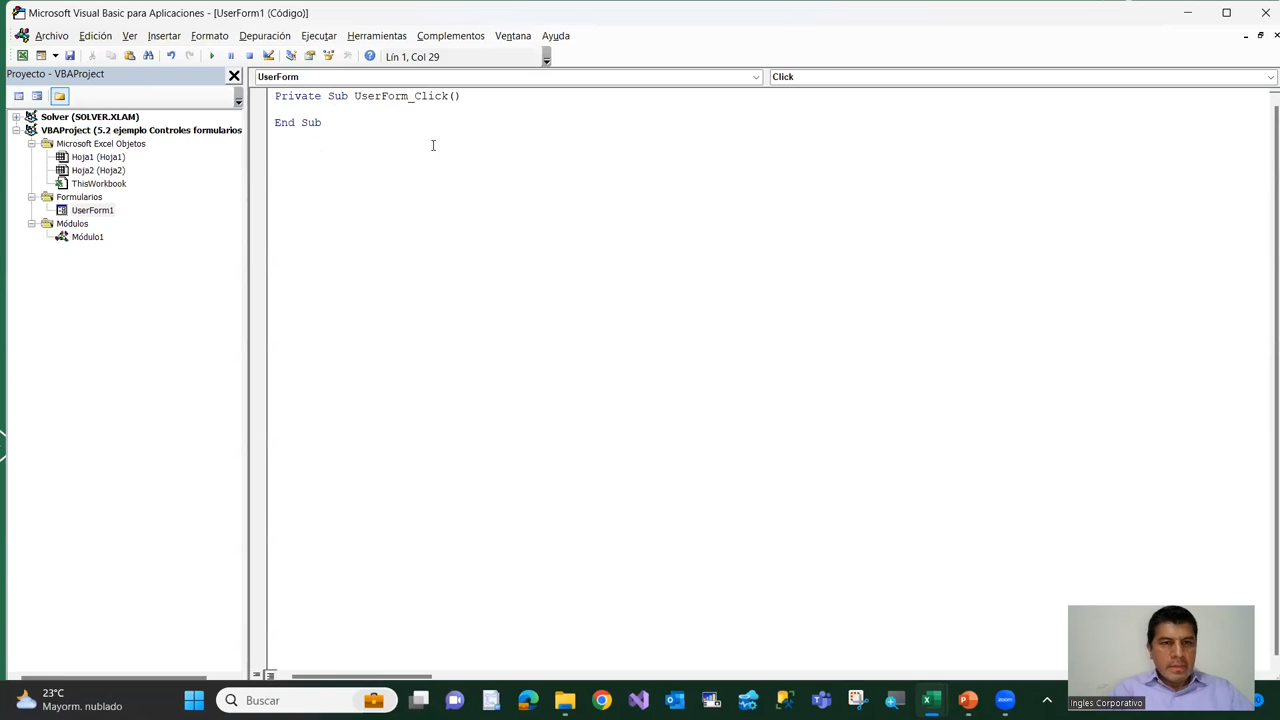 Microsoft Visual Basic para Aplicaciones - [UserForm1 (Código)]
Archivo Edición Ver Insertar Formato Depuración Ejecutar Herramientas Complementos Ventana Ayuda
Lín 1, Col 29
Proyecto - VBAProject
UserForm Click
Private Sub UserForm_Click()
End Sub
Solver (SOLVER.XLAM)
VBAProject (5.2 ejemplo Controles formularios
Microsoft Excel Objetos
Hoja1 (Hoja1)
Hoja2 (Hoja2)
ThisWorkbook
Formularios
UserForm1
Módulos
Módulo1
Ingles Corporativo
23°C
Mayorm. nublado
Buscar